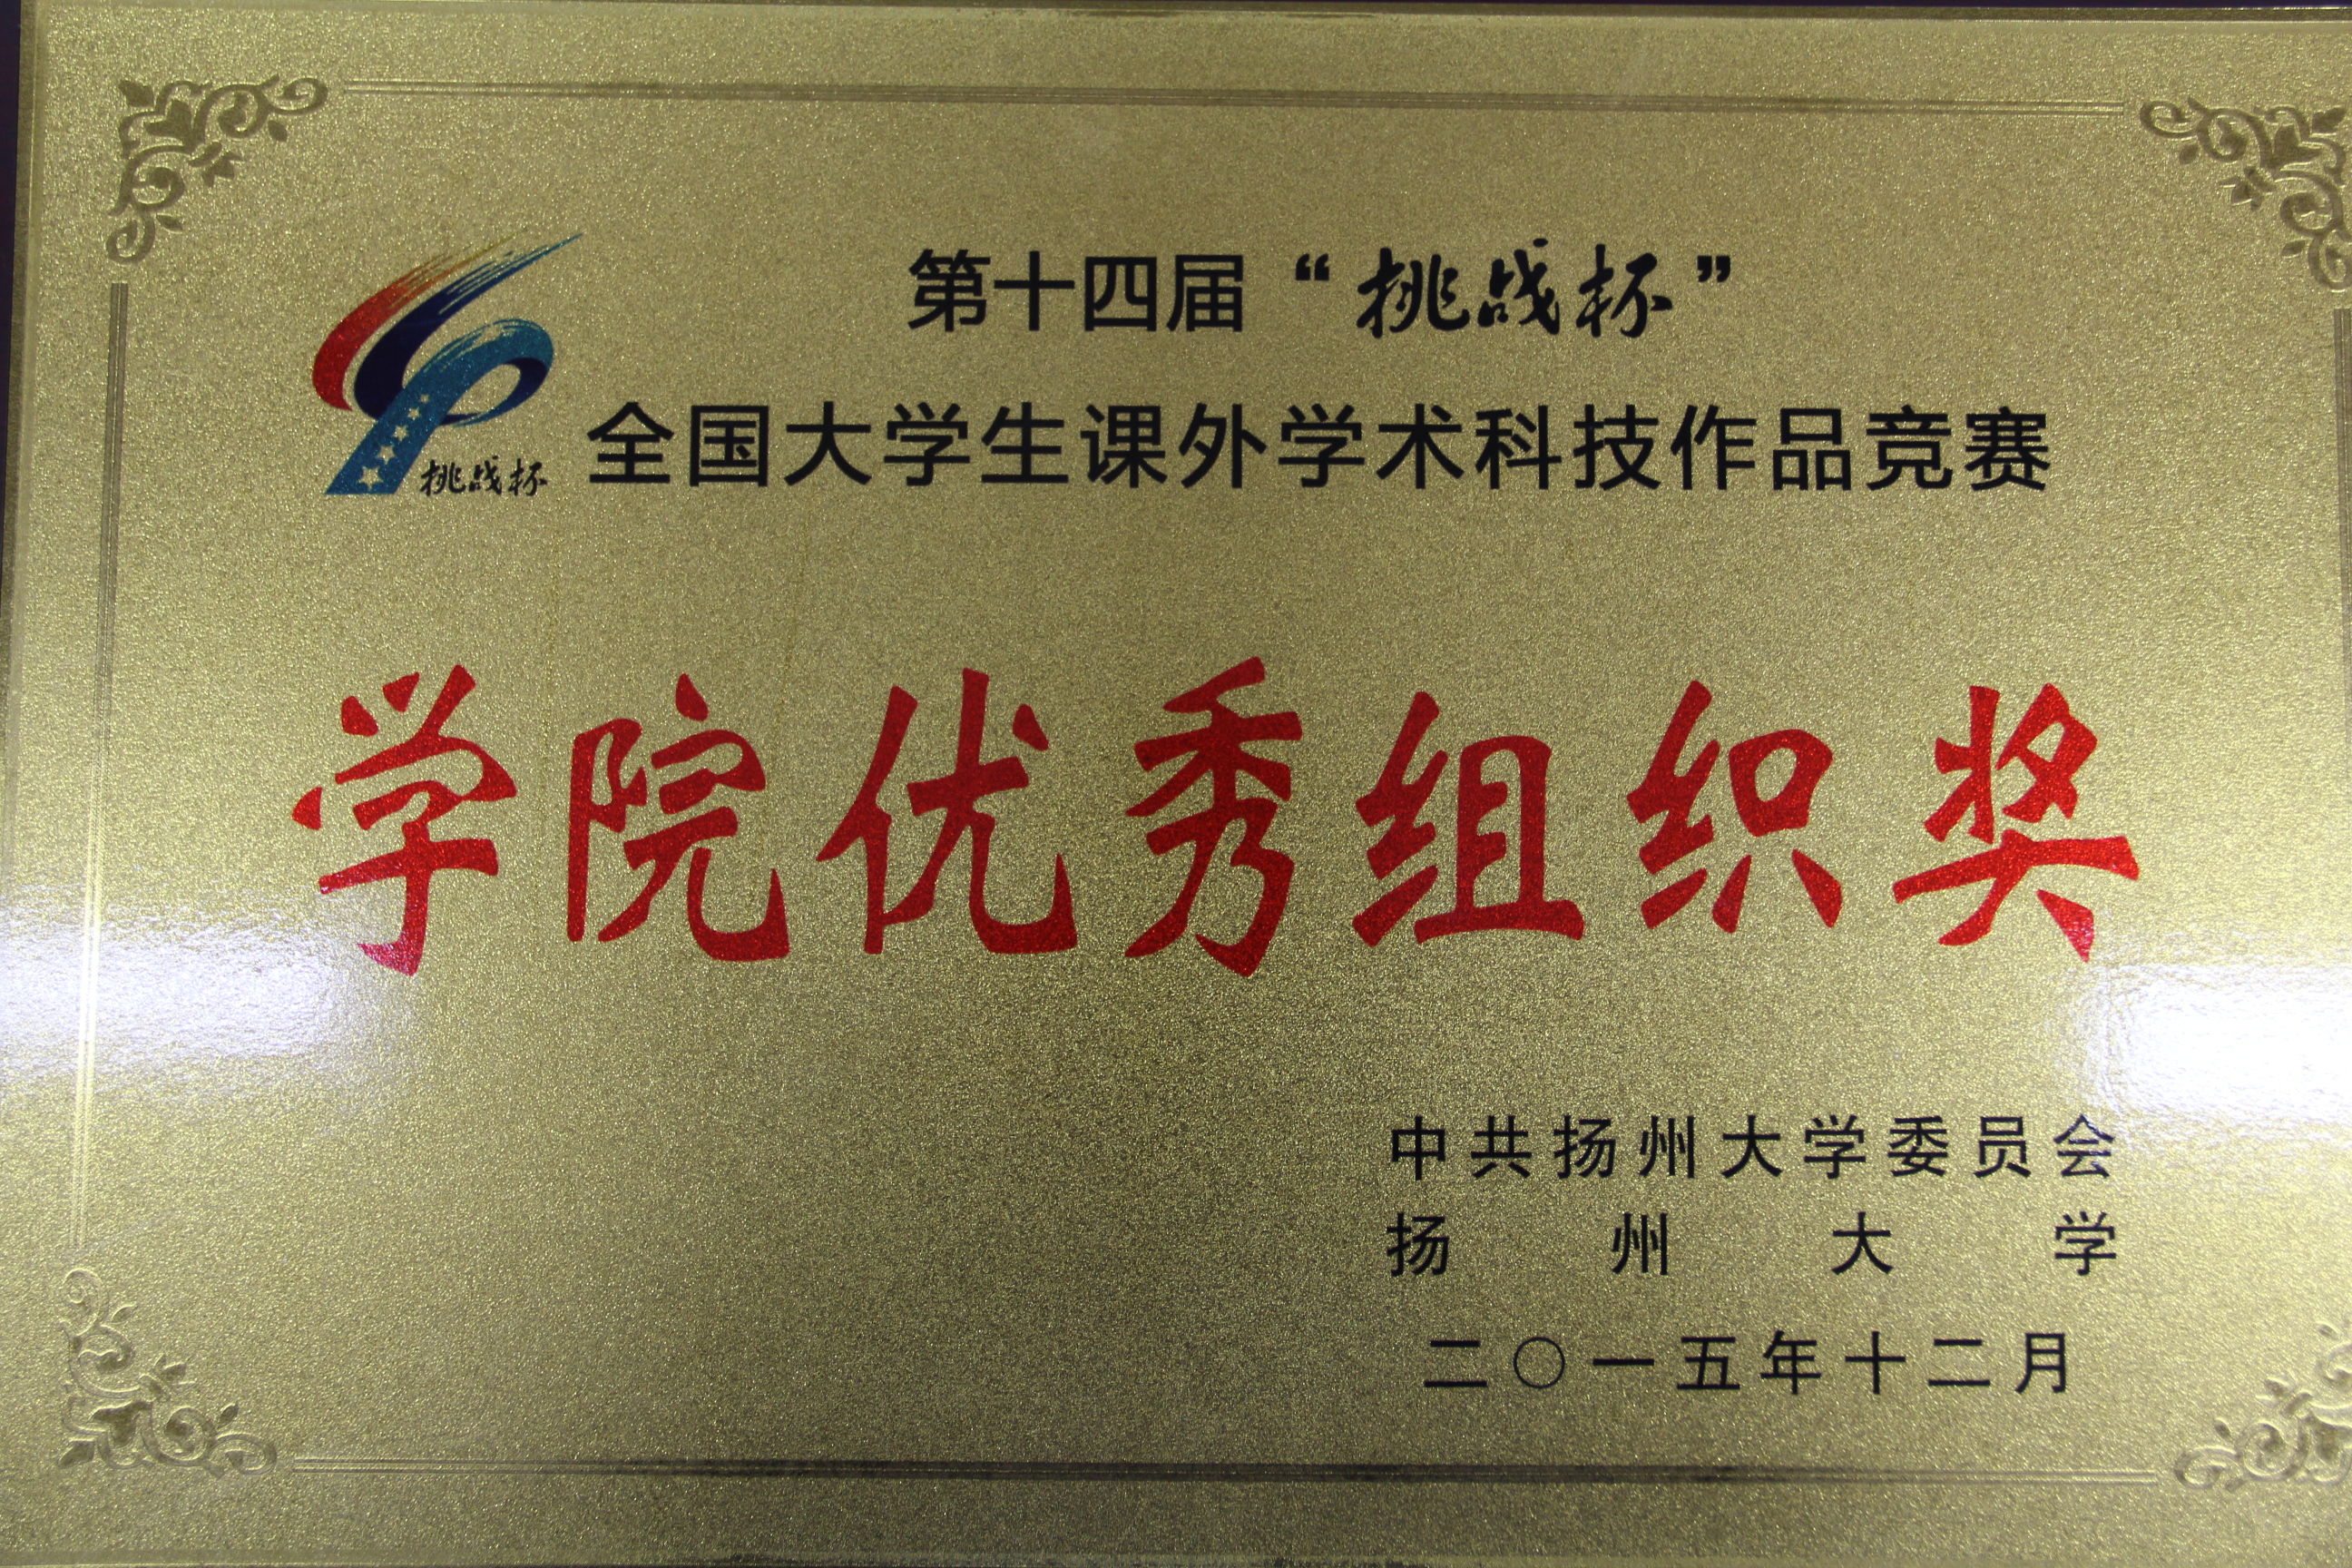 第十四届“挑战杯”
全国大学生课外学术科技作品竞赛
挑战杯
学院优秀组织奖
中共扬州大学委员会
扬州大学
二〇一五年十二月